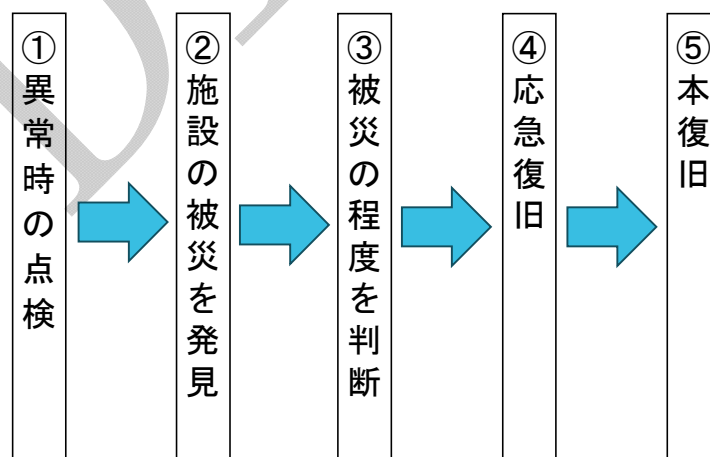 ①異常時の点検
②施設の被災を発見
③被災の程度を判断
④応急復旧
⑤本復旧